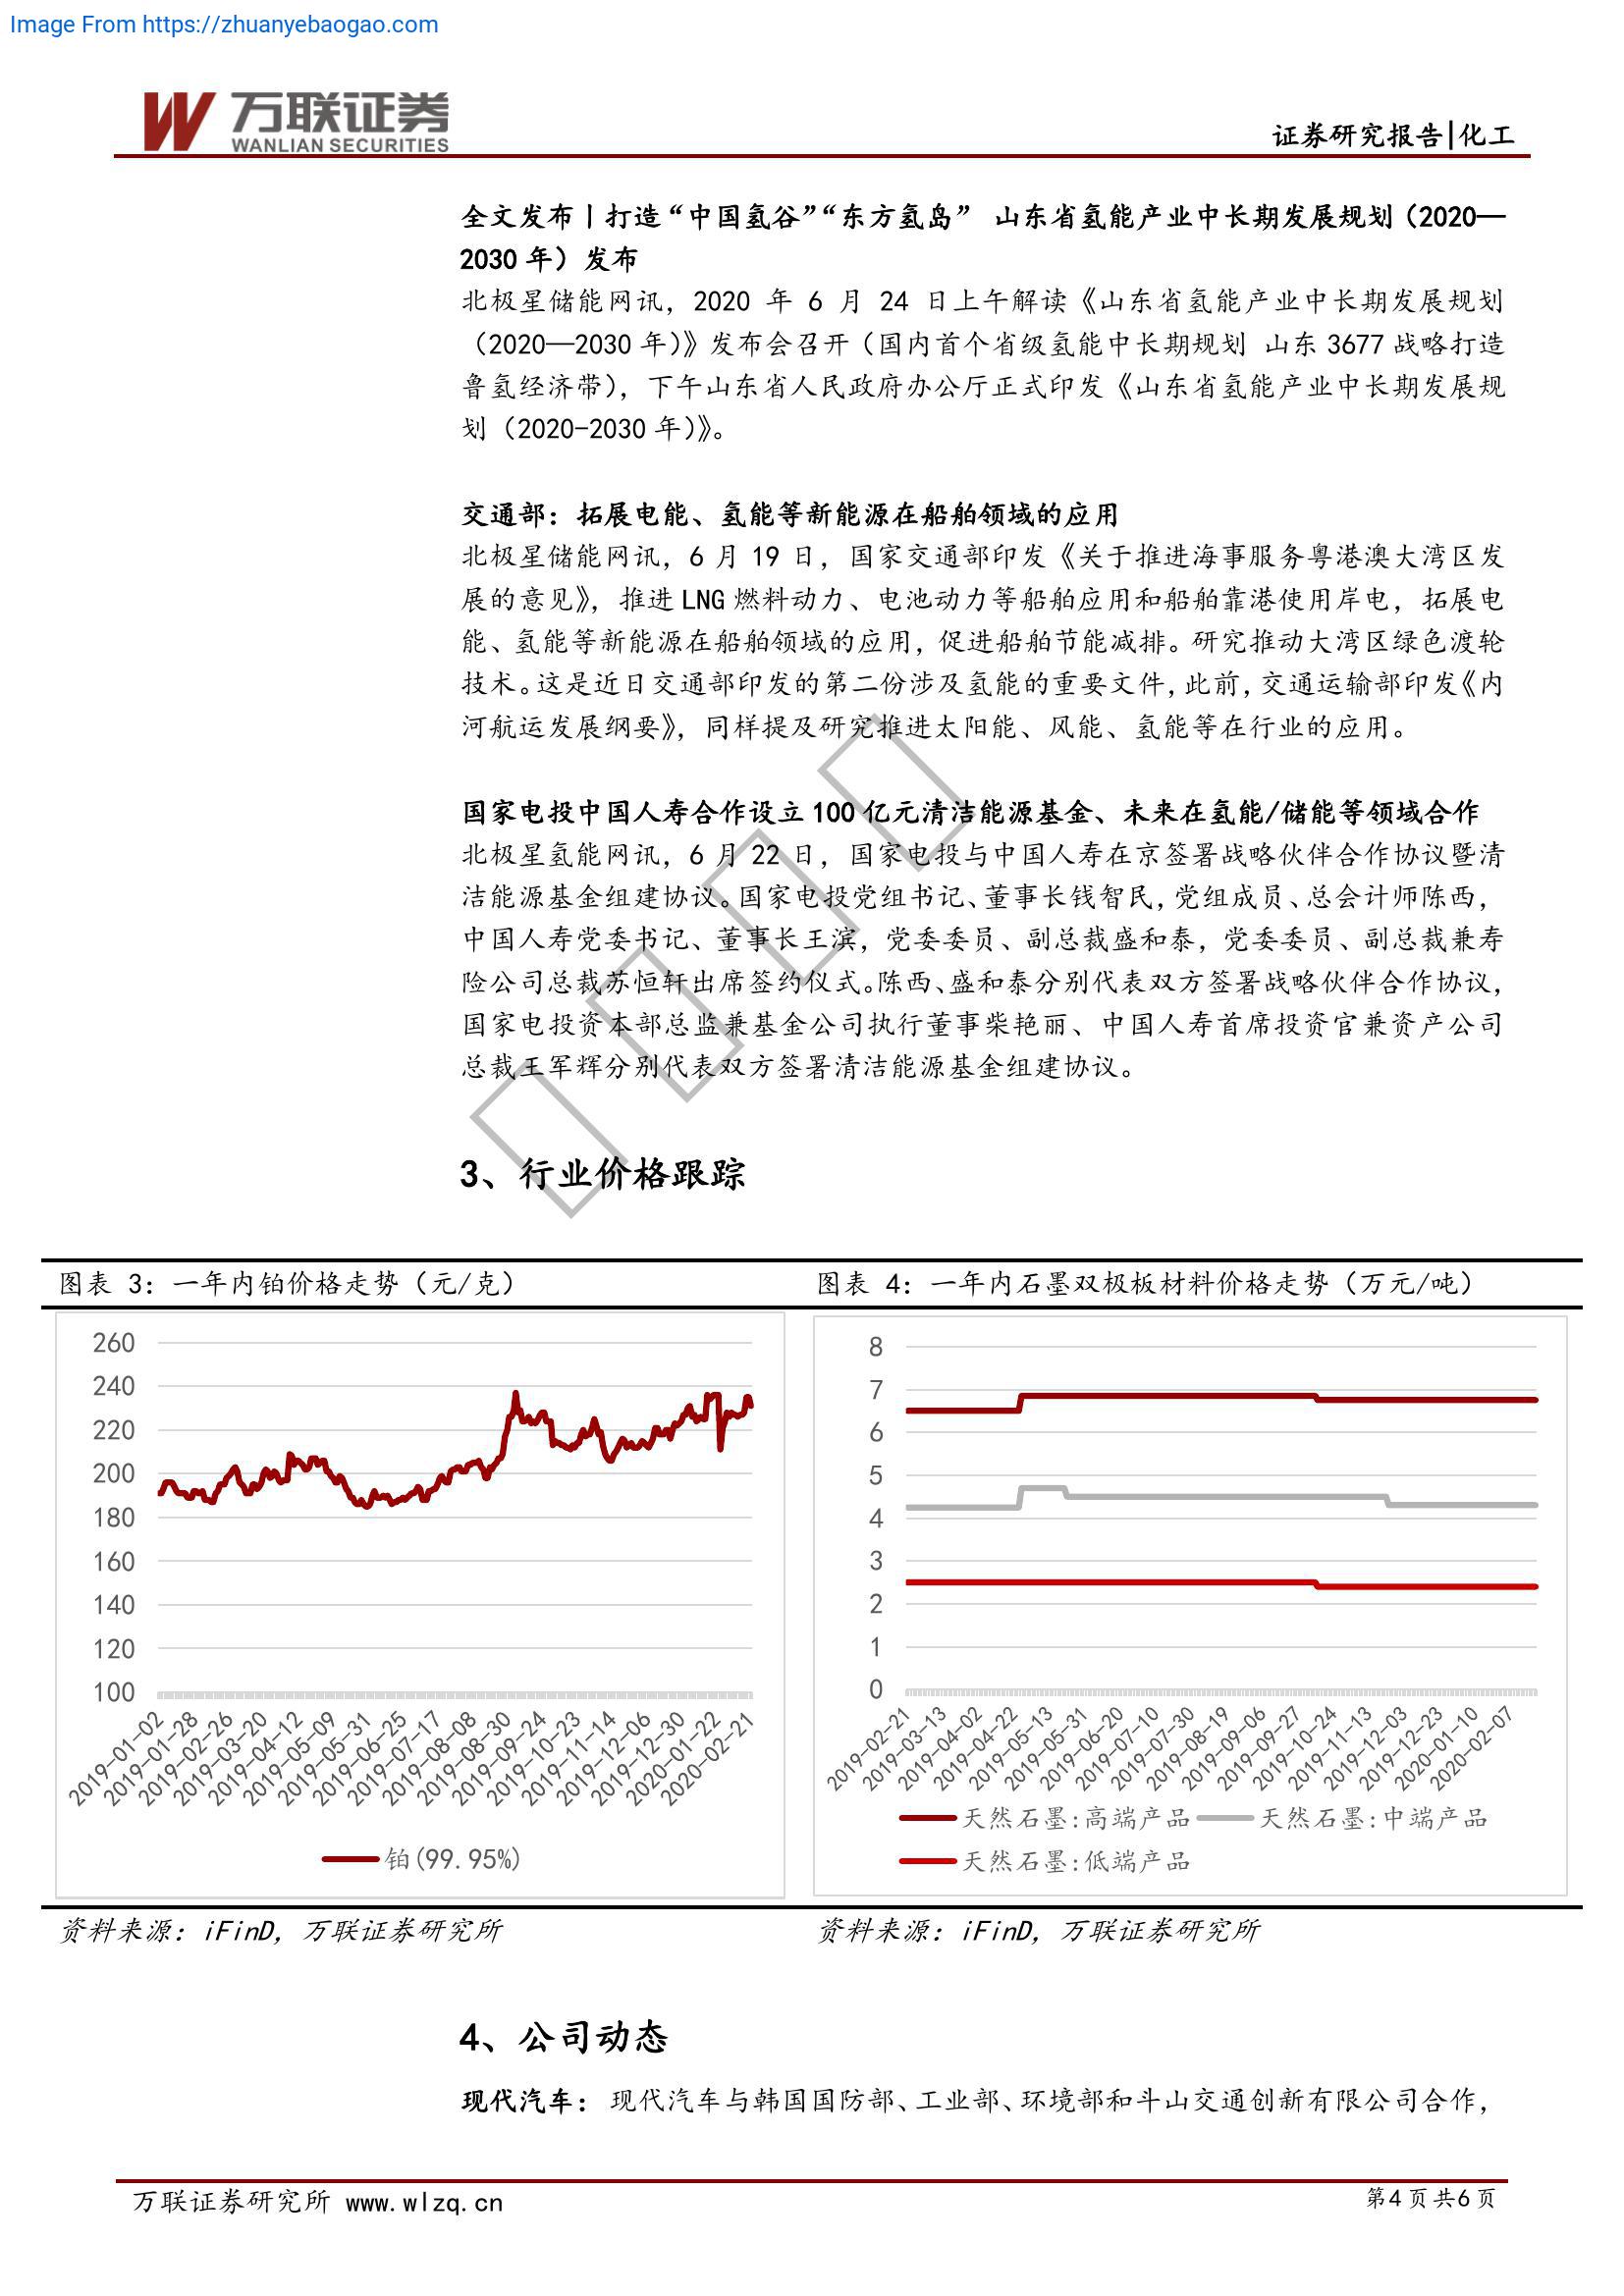 Image From https://zhuanyebaogao.com
万联证券
WANLIAN SECURITIES
证券研究报告|化工
全文发布丨打造“中国氢谷”“东方氢岛” 山东省氢能产业中长期发展规划（2020—
2030 年）发布
北极星储能网讯，2020 年 6 月 24 日上午解读《山东省氢能产业中长期发展规划
（2020—2030 年）》发布会召开（国内首个省级氢能中长期规划 山东 3677 战略打造
鲁氢经济带），下午山东省人民政府办公厅正式印发《山东省氢能产业中长期发展规
划（2020-2030 年）》。
交通部：拓展电能、氢能等新能源在船舶领域的应用
北极星储能网讯，6 月 19 日，国家交通部印发《关于推进海事服务粤港澳大湾区发
展的意见》，推进 LNG 燃料动力、电池动力等船舶应用和船舶靠港使用岸电，拓展电
能、氢能等新能源在船舶领域的应用，促进船舶节能减排。研究推动大湾区绿色渡轮
技术。这是近日交通部印发的第二份涉及氢能的重要文件，此前，交通运输部印发《内
河航运发展纲要》，同样提及研究推进太阳能、风能、氢能等在行业的应用。
国家电投中国人寿合作设立 100 亿元清洁能源基金、未来在氢能/储能等领域合作
北极星氢能网讯，6 月 22 日，国家电投与中国人寿在京签署战略伙伴合作协议暨清
洁能源基金组建协议。国家电投党组书记、董事长钱智民，党组成员、总会计师陈西，
中国人寿党委书记、董事长王滨，党委委员、副总裁盛和泰，党委委员、副总裁兼寿
险公司总裁苏恒轩出席签约仪式。陈西、盛和泰分别代表双方签署战略伙伴合作协议，
国家电投资本部总监兼基金公司执行董事柴艳丽、中国人寿首席投资官兼资产公司
总裁王军辉分别代表双方签署清洁能源基金组建协议。
3、行业价格跟踪
图表 3：一年内铂价格走势（元/克）
260
240
220
200
180
160
140
120
100
2019-01-02
2019-01-28
2019-02-26
2019-03-20
2019-04-12
2019-05-09
2019-05-31
2019-06-25
2019-07-17
2019-08-08
2019-08-30
2019-09-24
2019-10-23
2019-11-14
2019-12-06
2019-12-30
2020-01-22
2020-02-21
铂(99.95%)
资料来源：iFinD，万联证券研究所
图表 4：一年内石墨双极板材料价格走势（万元/吨）
8
7
6
5
4
3
2
1
0
2019-02-21
2019-03-13
2019-04-02
2019-04-22
2019-05-13
2019-05-31
2019-06-20
2019-07-10
2019-07-30
2019-08-19
2019-09-06
2019-09-27
2019-10-24
2019-11-13
2019-12-03
2019-12-23
2020-01-10
2020-02-07
天然石墨:高端产品
天然石墨:中端产品
天然石墨:低端产品
资料来源：iFinD，万联证券研究所
4、公司动态
现代汽车： 现代汽车与韩国国防部、工业部、环境部和斗山交通创新有限公司合作，
万联证券研究所 www.wlzq.cn
第4页共6页